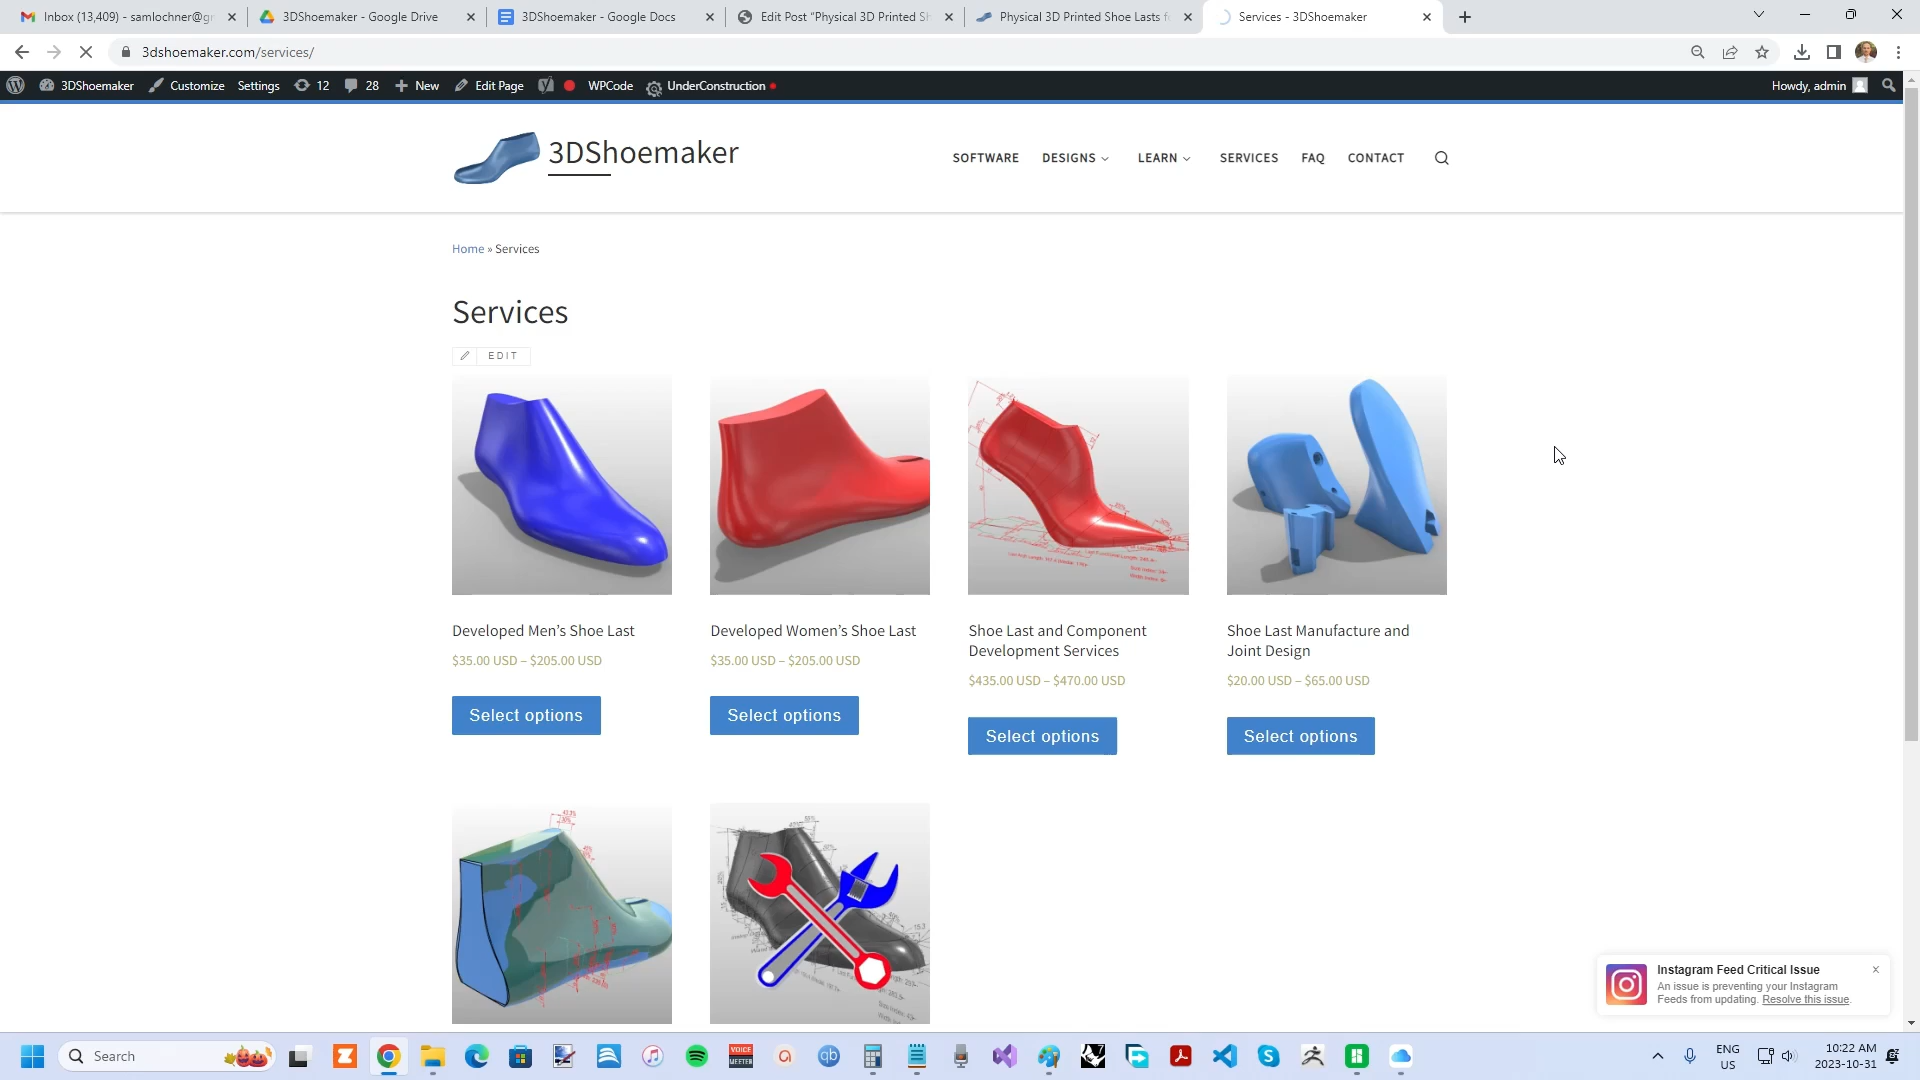 Inbox (13,409) - samlochner@gr
3DShoemaker - Google Drive
3DShoemaker - Google Docs
Edit Post "Physical 3D Printed Sh
Physical 3D Printed Shoe Lasts fo
Services - 3DShoemaker
3dshoemaker.com/services/
3DShoemaker
Customize
Settings
12
28
New
Edit Page
WPCode
UnderConstruction
Howdy, admin
3DShoemaker
SOFTWARE
DESIGNS
LEARN
SERVICES
FAQ
CONTACT
Home » Services
Services
EDIT
Developed Men's Shoe Last
$35.00 USD – $205.00 USD
Select options
Developed Women's Shoe Last
$35.00 USD – $205.00 USD
Select options
Shoe Last and Component
Development Services
$435.00 USD – $470.00 USD
Select options
Shoe Last Manufacture and
Joint Design
$20.00 USD – $65.00 USD
Select options
Instagram Feed Critical Issue
An issue is preventing your Instagram
Feeds from updating. Resolve this issue.
Search
VOICE
MEETER
qb
ENG
US
10:22 AM
2023-10-31